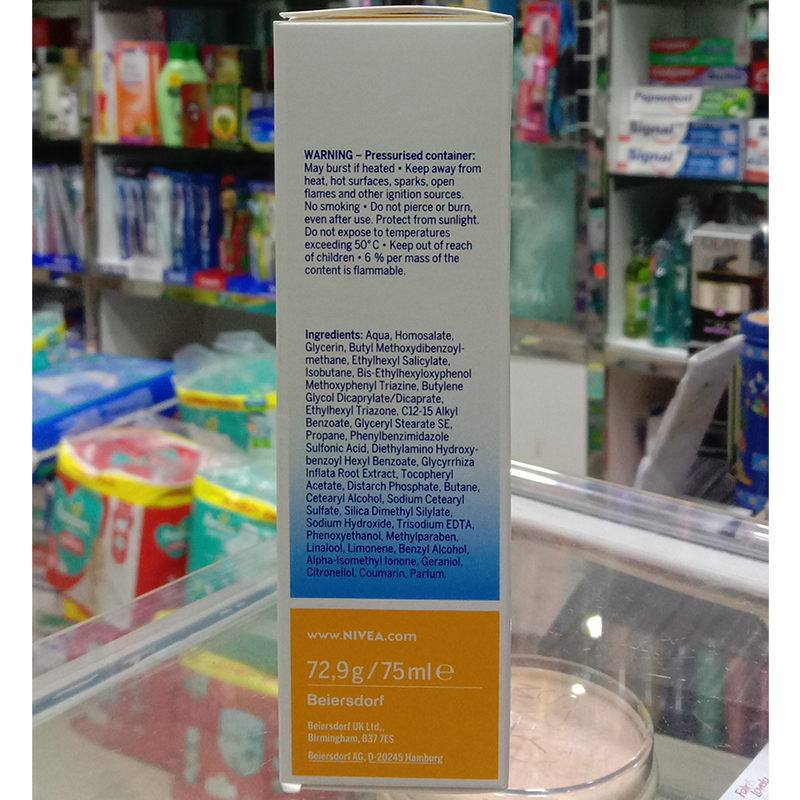 WARNING – Pressurised container:
May burst if heated • Keep away from
heat, hot surfaces, sparks, open
flames and other ignition sources.
No smoking • Do not pierce or burn,
even after use. Protect from sunlight.
Do not expose to temperatures
exceeding 50°C • Keep out of reach
of children • 6 % per mass of the
content is flammable.
Ingredients: Aqua, Homosalate,
Glycerin, Butyl Methoxydibenzoyl-
methane, Ethylhexyl Salicylate,
Isobutane, Bis-Ethylhexyloxyphenol
Methoxyphenyl Triazine, Butylene
Glycol Dicaprylate/Dicaprate,
Ethylhexyl Triazone, C12-15 Alkyl
Benzoate, Glyceryl Stearate SE,
Propane, Phenylbenzimidazole
Sulfonic Acid, Diethylamino Hydroxy-
benzoyl Hexyl Benzoate, Glycyrrhiza
Inflata Root Extract, Tocopheryl
Acetate, Distarch Phosphate, Butane,
Cetearyl Alcohol, Sodium Cetearyl
Sulfate, Silica Dimethyl Silylate,
Sodium Hydroxide, Trisodium EDTA,
Phenoxyethanol, Methylparaben,
Linalool, Limonene, Benzyl Alcohol,
Alpha-Isomethyl Ionone, Geraniol,
Citronellol, Coumarin, Parfum.
www.NIVEA.com
72,9g/75ml℮
Beiersdorf
Beiersdorf UK Ltd.,
Birmingham, B37 7ES
Beiersdorf AG, D-20245 Hamburg
Pepsodent
Signal
Signal
OLAY
Fair &
Lovely